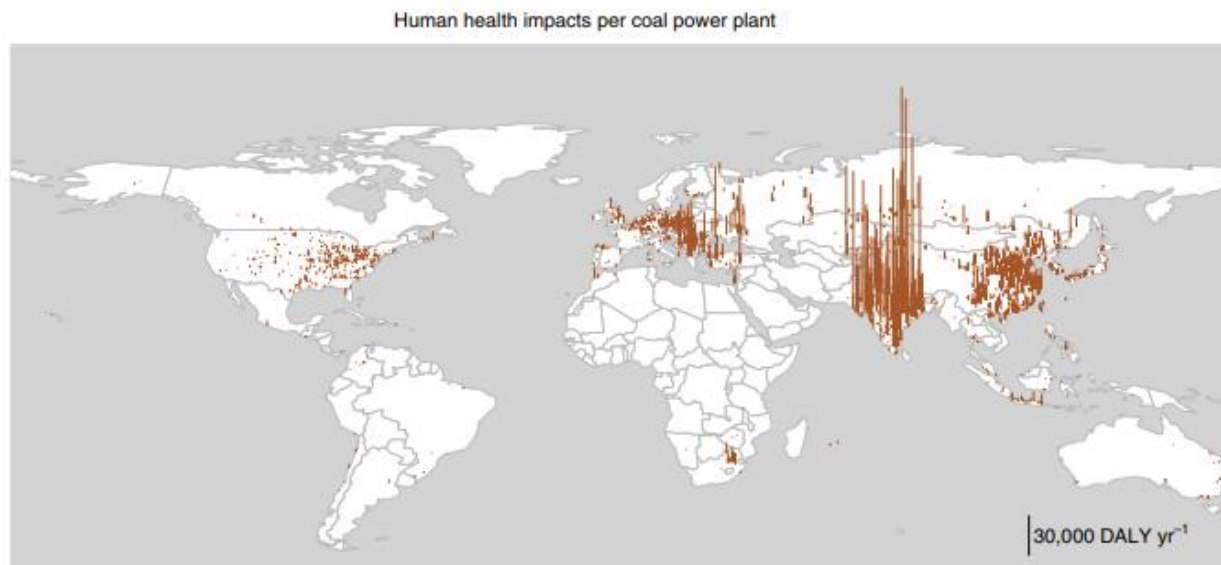 Human health impacts per coal power plant
30,000 DALY yr⁻¹